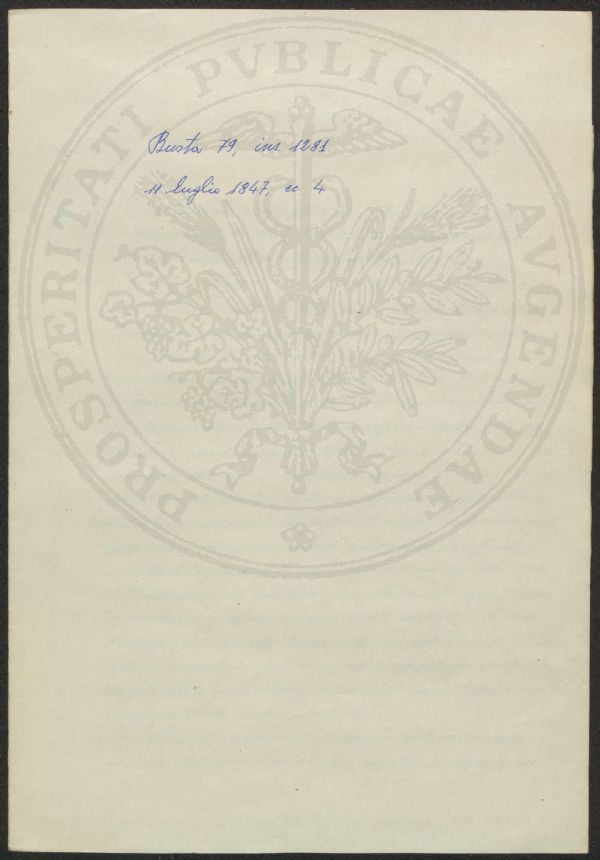 PROSPERITATI PVBLICAE AVGENDAE
Busta 79, ins. 1281
11 luglio 1847, cc. 4